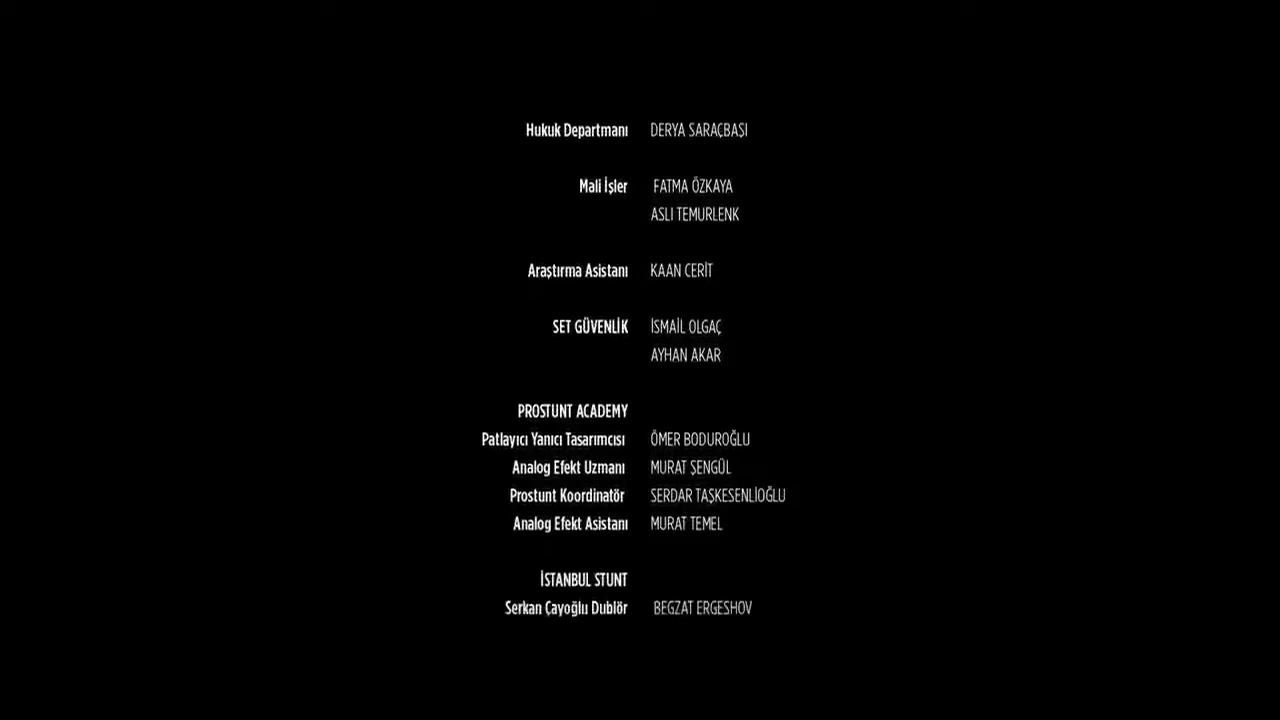 Hukuk Departmanı DERYA SARAÇBAŞI
Mali İşler FATMA ÖZKAYA
ASLI TEMURLENK
Araştırma Asistanı KAAN CERİT
SET GÜVENLİK İSMAİL OLGAÇ
AYHAN AKAR
PROSTUNT ACADEMY
Patlayıcı Yanıcı Tasarımcısı ÖMER BODUROĞLU
Analog Efekt Uzmanı MURAT ŞENGÜL
Prostunt Koordinatör SERDAR TAŞKESENLİOĞLU
Analog Efekt Asistanı MURAT TEMEL
İSTANBUL STUNT
Serkan Çayoğlu Dublör BEGZAT ERGESHOV